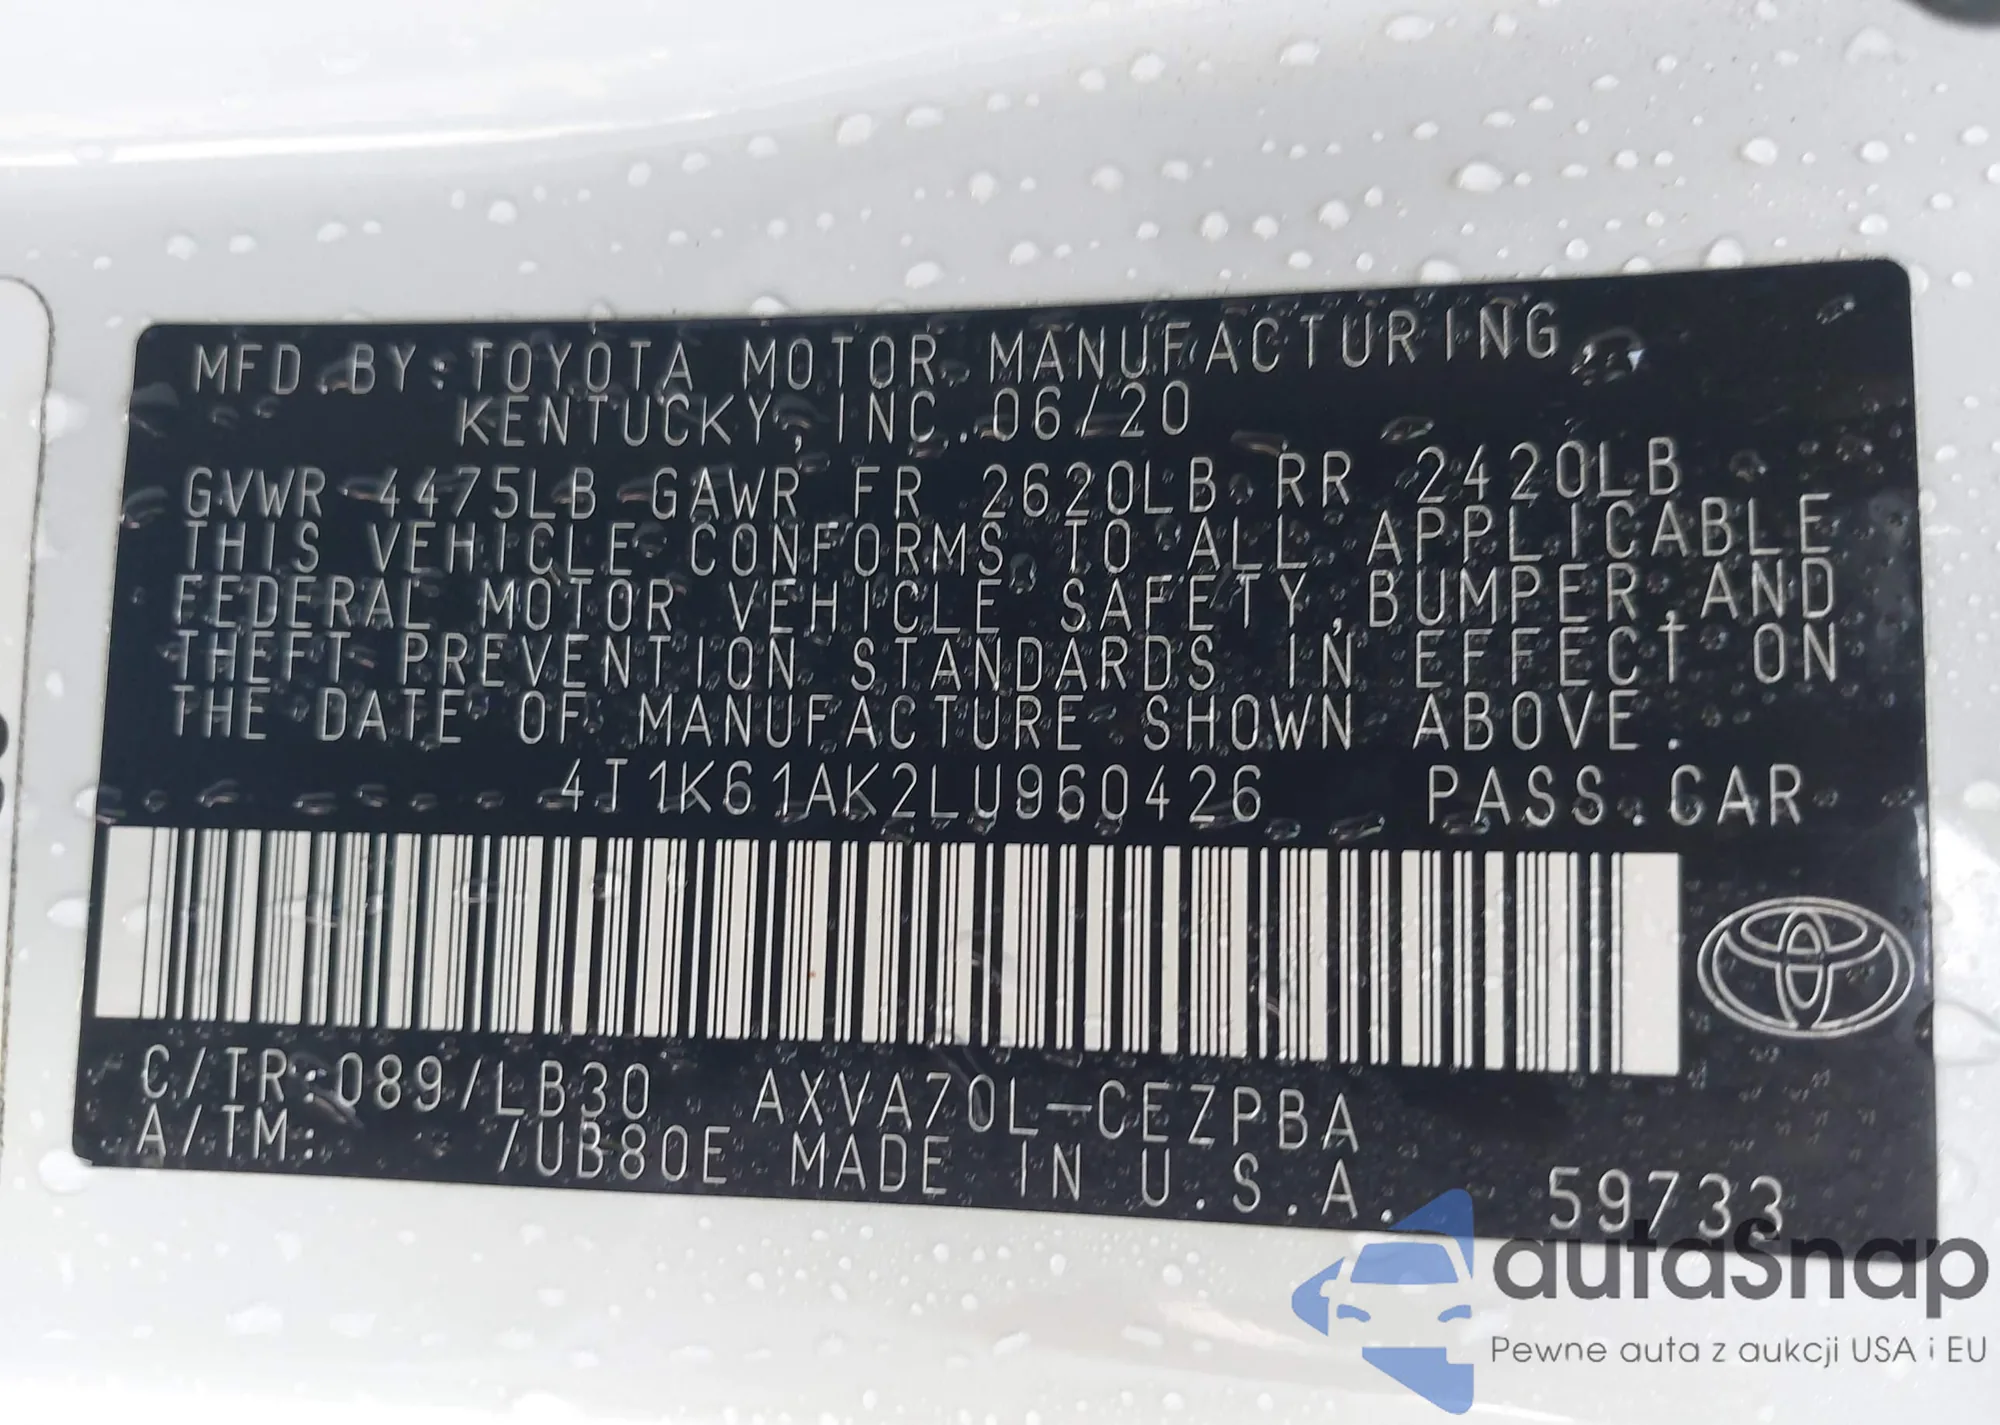 MFD.BY:TOYOTA MOTOR MANUFACTURING,
KENTUCKY, INC. 06/20
GVWR 4475LB GAWR FR 2620LB RR 2420LB
THIS VEHICLE CONFORMS TO ALL APPLICABLE
FEDERAL MOTOR VEHICLE SAFETY,BUMPER,AND
THEFT PREVENTION STANDARDS IN EFFECT ON
THE DATE OF MANUFACTURE SHOWN ABOVE.
4T1K61AK2LU960426 PASS.CAR
C/TR:089/LB30 AXVA70L-CEZPBA
A/TM: /UB80E MADE IN U.S.A. 59733
autaSnap
Pewne auta z aukcji USA i EU